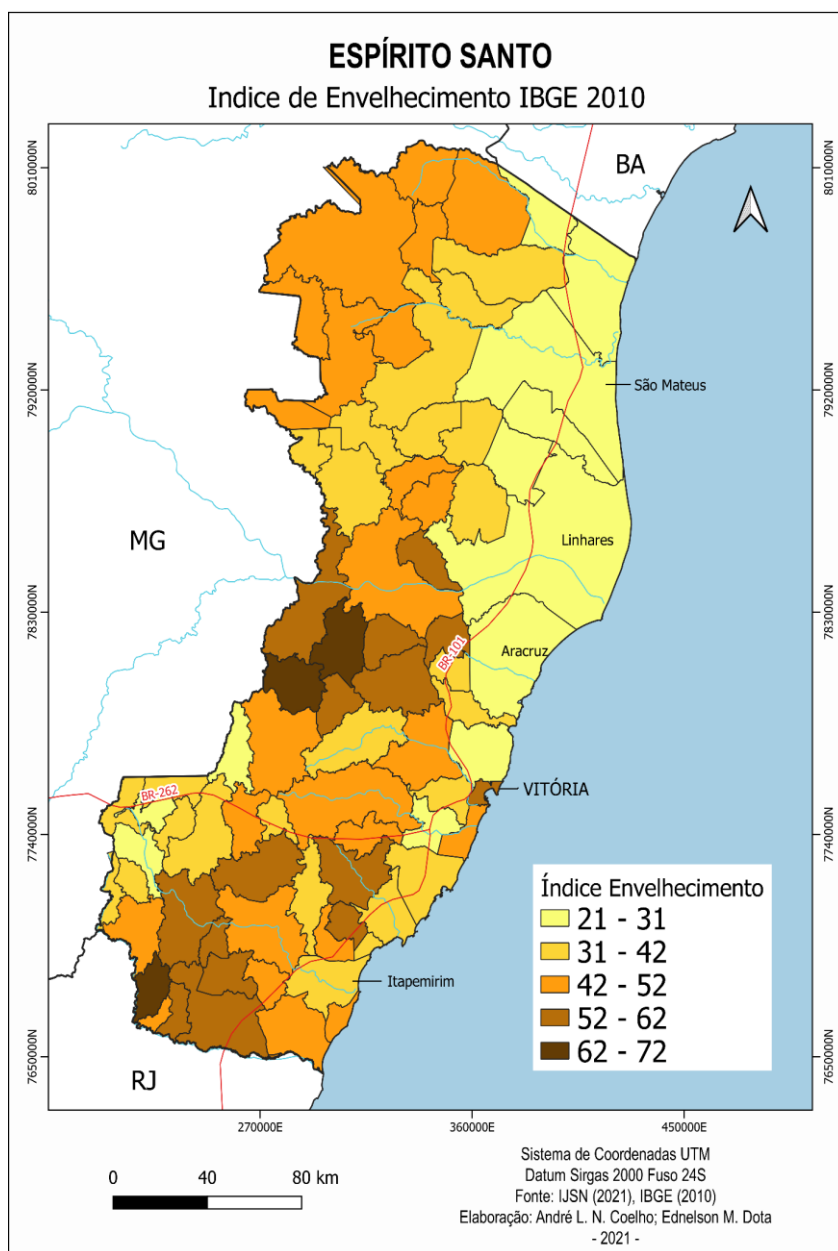 ESPÍRITO SANTO
Indice de Envelhecimento IBGE 2010
8010000N
8010000N
BA
7920000N
São Mateus
7920000N
MG
Linhares
7830000N
7830000N
Aracruz
BR-101
BR-262
VITÓRIA
7740000N
7740000N
Índice Envelhecimento
21 - 31
31 - 42
42 - 52
52 - 62
62 - 72
Itapemirim
7650000N
7650000N
RJ
270000E
360000E
450000E
0 40 80 km
Sistema de Coordenadas UTM
Datum Sirgas 2000 Fuso 24S
Fonte: IJSN (2021), IBGE (2010)
Elaboração: André L. N. Coelho; Ednelson M. Dota
- 2021 -